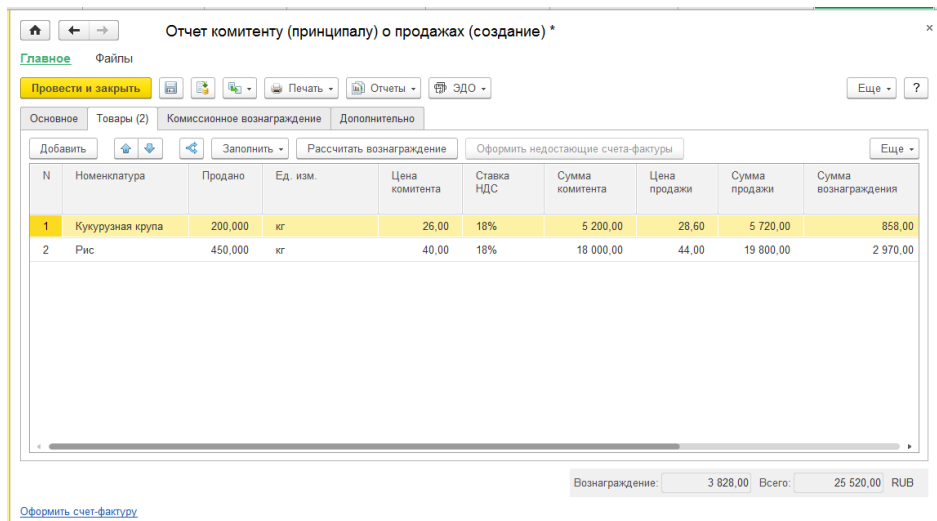 Отчет комитенту (принципалу) о продажах (создание) *
Главное Файлы
Провести и закрыть Печать Отчеты ЭДО Еще ?
Основное Товары (2) Комиссионное вознаграждение Дополнительно
Добавить Заполнить Рассчитать вознаграждение Оформить недостающие счета-фактуры Еще
N Номенклатура Продано Ед. изм. Цена комитента Ставка НДС Сумма комитента Цена продажи Сумма продажи Сумма вознаграждения
1 Кукурузная крупа 200,000 кг 26,00 18% 5 200,00 28,60 5 720,00 858,00
2 Рис 450,000 кг 40,00 18% 18 000,00 44,00 19 800,00 2 970,00
Вознаграждение: 3 828,00 Всего: 25 520,00 RUB
Оформить счет-фактуру